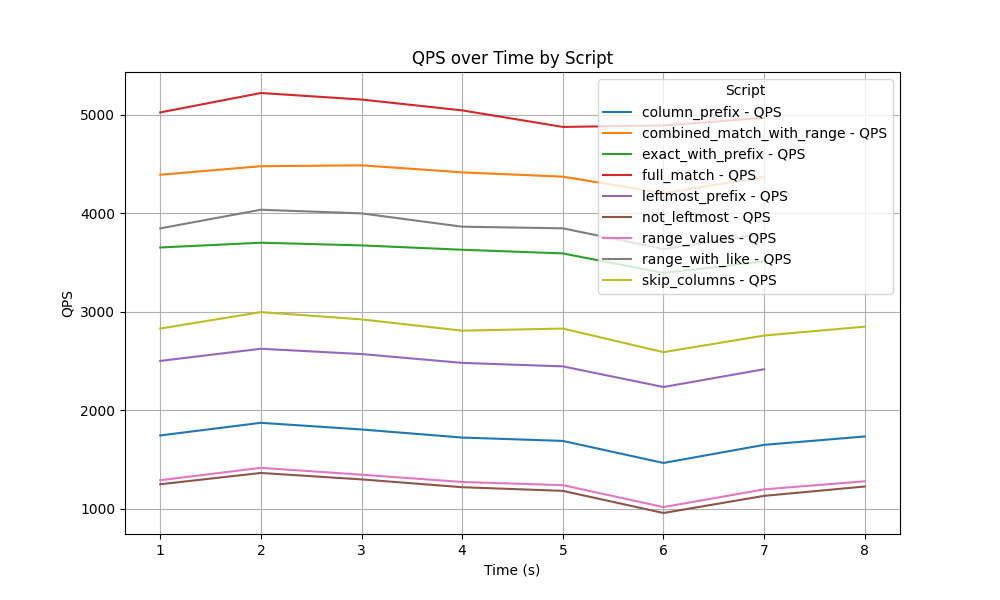 QPS over Time by Script
Script
column_prefix - QPS
combined_match_with_range - QPS
exact_with_prefix - QPS
full_match - QPS
leftmost_prefix - QPS
not_leftmost - QPS
range_values - QPS
range_with_like - QPS
skip_columns - QPS
QPS
5000
4000
3000
2000
1000
1 2 3 4 5 6 7 8
Time (s)